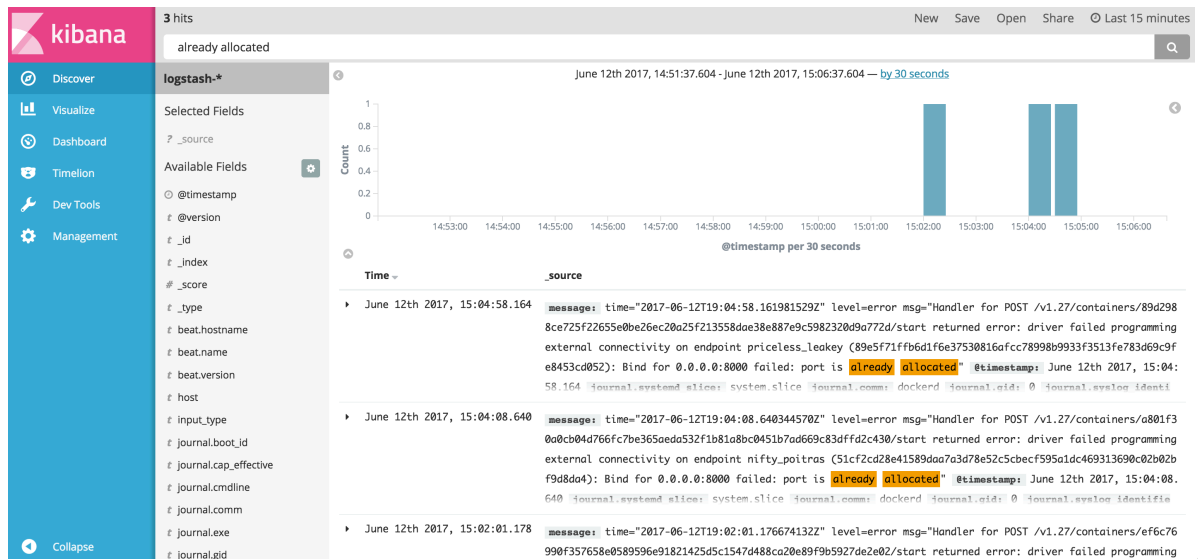 kibana
3 hits
New Save Open Share Last 15 minutes
already allocated
Discover
Visualize
Dashboard
Timelion
Dev Tools
Management
Collapse
logstash-*
Selected Fields
? _source
Available Fields
@timestamp
t @version
t _id
t _index
# _score
t _type
t beat.hostname
t beat.name
t beat.version
t host
t input_type
t journal.boot_id
t journal.cap_effective
t journal.cmdline
t journal.comm
t journal.exe
t journal.gid
June 12th 2017, 14:51:37.604 - June 12th 2017, 15:06:37.604 — by 30 seconds
Count
1
0.8
0.6
0.4
0.2
0
14:53:00 14:54:00 14:55:00 14:56:00 14:57:00 14:58:00 14:59:00 15:00:00 15:01:00 15:02:00 15:03:00 15:04:00 15:05:00 15:06:00
@timestamp per 30 seconds
Time _source
June 12th 2017, 15:04:58.164 message: time="2017-06-12T19:04:58.161981529Z" level=error msg="Handler for POST /v1.27/containers/89d298
8ce725f22655e0be26ec20a25f213558dae38e887e9c5982320d9a772d/start returned error: driver failed programming
external connectivity on endpoint priceless_leakey (89e5f71ffb6d1f6e37530816afcc78998b9933f3513fe783d69c9f
e8453cd052): Bind for 0.0.0.0:8000 failed: port is already allocated" @timestamp: June 12th 2017, 15:04:
58.164 journal.systemd_slice: system.slice journal.comm: dockerd journal.gid: 0 journal.syslog_identi
June 12th 2017, 15:04:08.640 message: time="2017-06-12T19:04:08.640344570Z" level=error msg="Handler for POST /v1.27/containers/a801f3
0a0cb04d766fc7be365aeda532f1b81a8bc0451b7ad669c83dffd2c430/start returned error: driver failed programming
external connectivity on endpoint nifty_poitras (51cf2cd28e41589daa7a3d78e52c5cbecf595a1dc469313690c02b02b
f9d8da4): Bind for 0.0.0.0:8000 failed: port is already allocated" @timestamp: June 12th 2017, 15:04:08.
640 journal.systemd_slice: system.slice journal.comm: dockerd journal.gid: 0 journal.syslog_identifie
June 12th 2017, 15:02:01.178 message: time="2017-06-12T19:02:01.176674132Z" level=error msg="Handler for POST /v1.27/containers/ef6c76
990f357658e0589596e91821425d5c1547d488ca20e89f9b5927de2e02/start returned error: driver failed programming